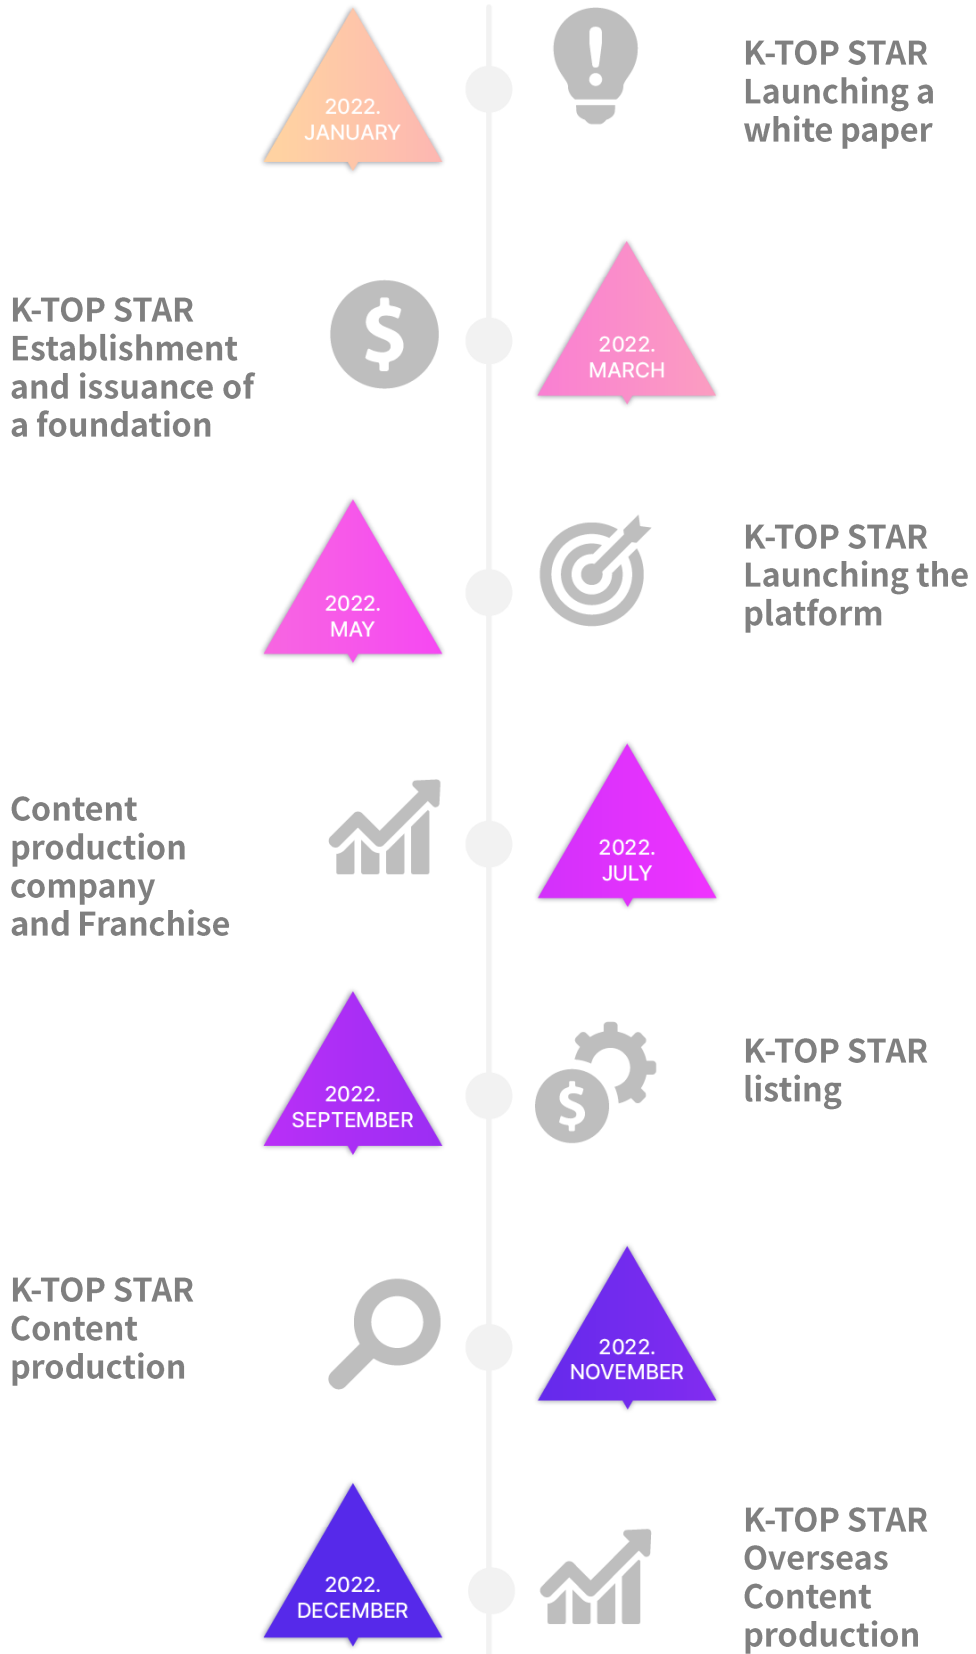 2022.
JANUARY
K-TOP STAR
Launching a
white paper
K-TOP STAR
Establishment
and issuance of
a foundation
2022.
MARCH
2022.
MAY
K-TOP STAR
Launching the
platform
Content
production
company
and Franchise
2022.
JULY
2022.
SEPTEMBER
K-TOP STAR
listing
K-TOP STAR
Content
production
2022.
NOVEMBER
2022.
DECEMBER
K-TOP STAR
Overseas
Content
production